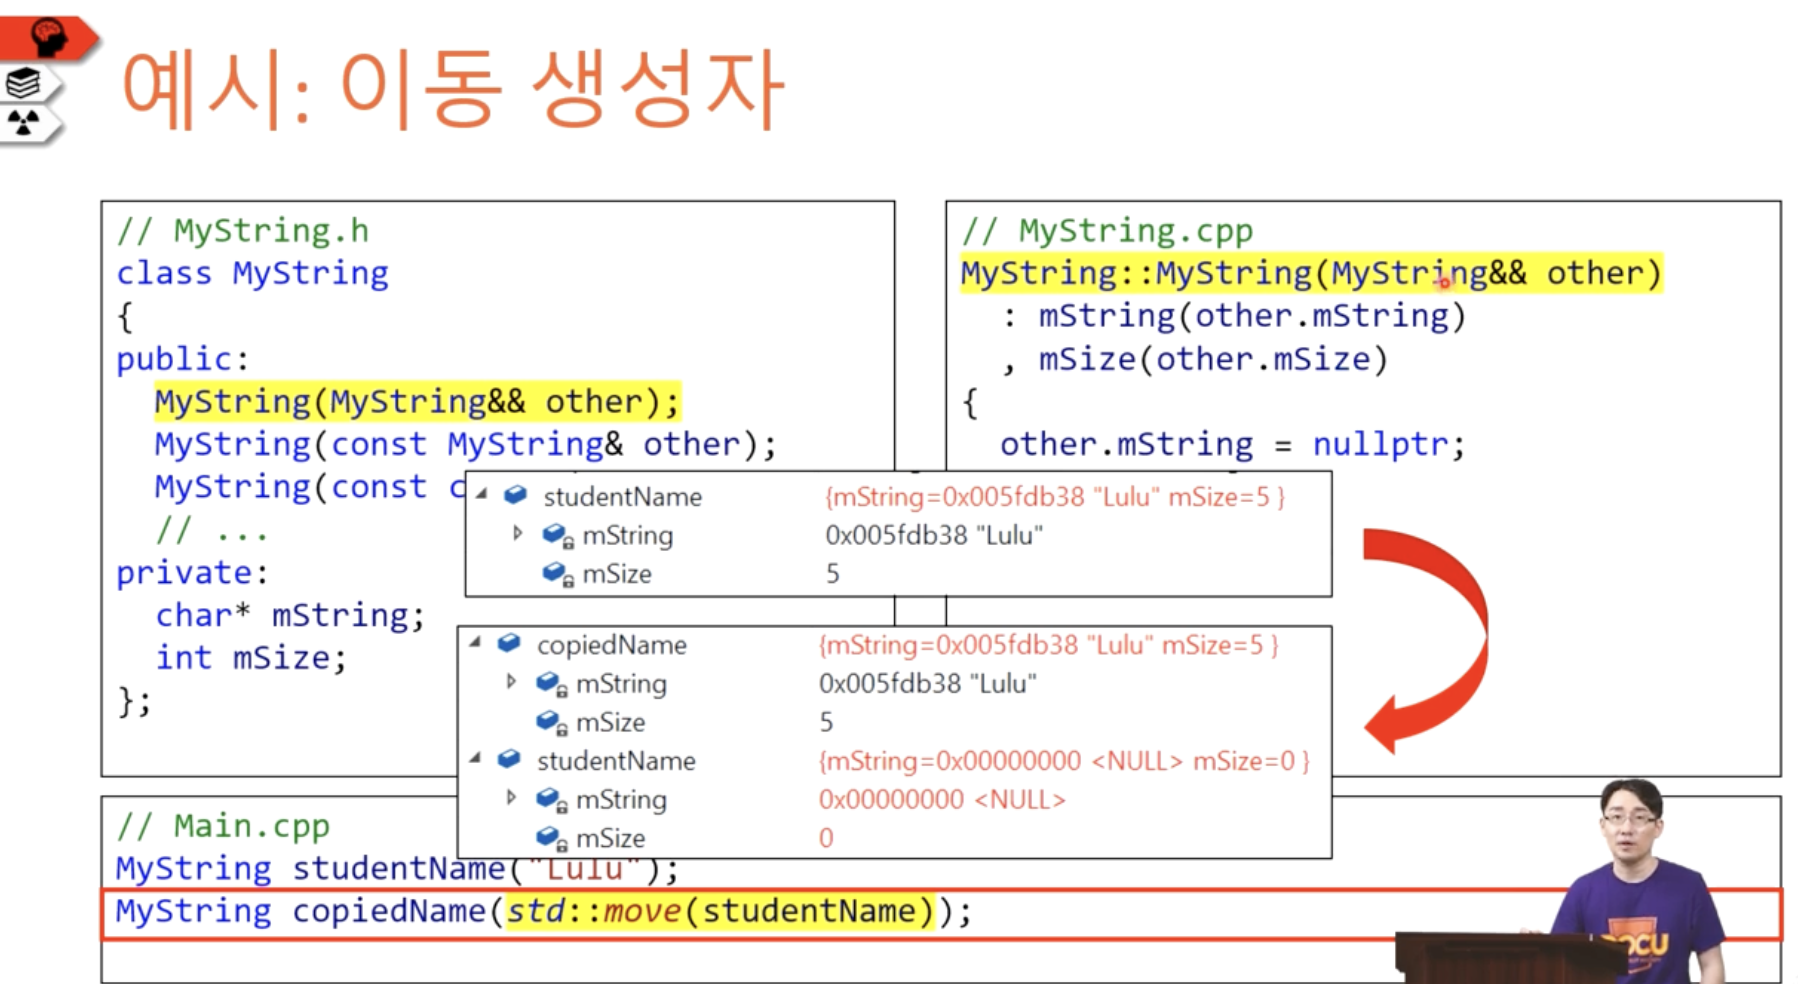 예시: 이동 생성자
// MyString.h
class MyString
{
public:
MyString(MyString&& other);
MyString(const MyString& other);
MyString(const
// ...
private:
char* mString;
int mSize;
};
// MyString.cpp
MyString::MyString(MyString&& other)
: mString(other.mString)
, mSize(other.mSize)
{
other.mString = nullptr;
studentName {mString=0x005fdb38 "Lulu" mSize=5 }
mString 0x005fdb38 "Lulu"
mSize 5
copiedName {mString=0x005fdb38 "Lulu" mSize=5 }
mString 0x005fdb38 "Lulu"
mSize 5
studentName {mString=0x00000000 <NULL> mSize=0 }
mString 0x00000000 <NULL>
mSize 0
// Main.cpp
MyString studentName("Lulu");
MyString copiedName(std::move(studentName));